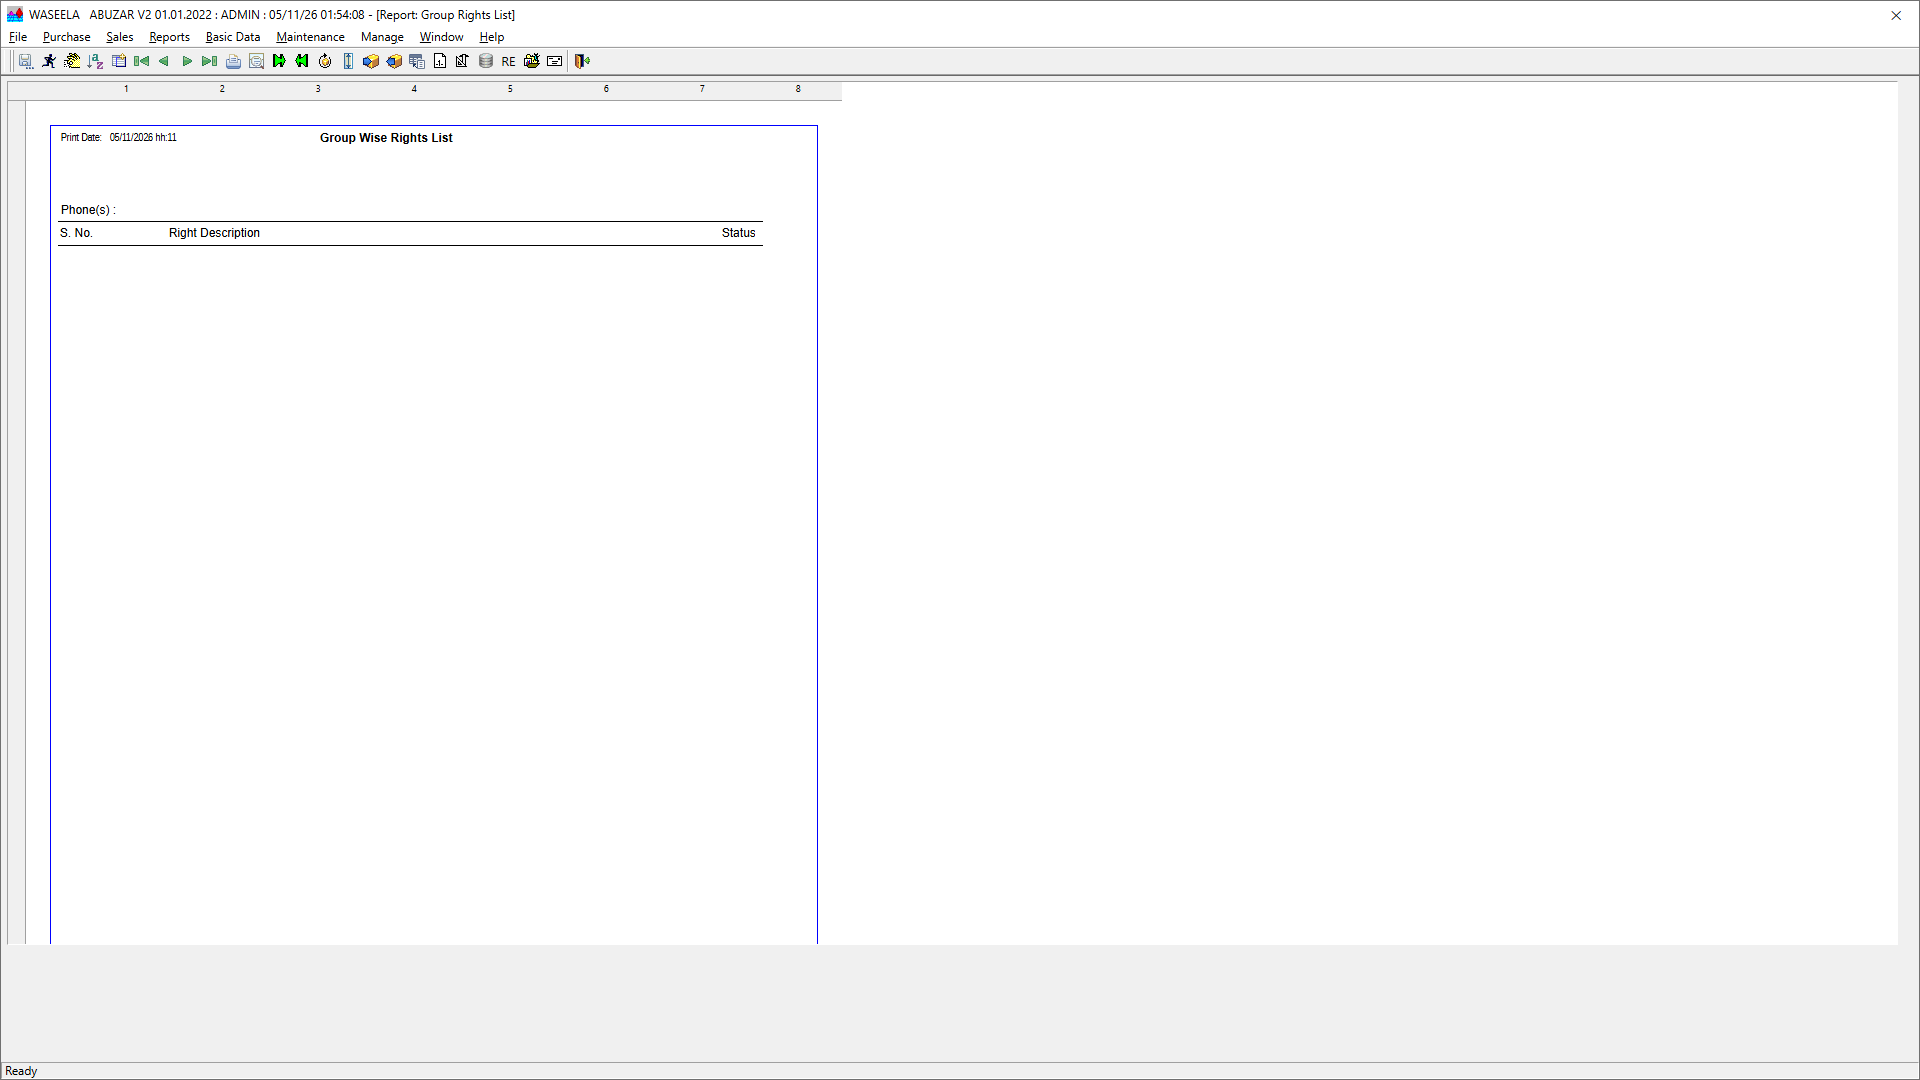 WASEELA   ABUZAR V2 01.01.2022 : ADMIN : 05/11/26 01:54:08 - [Report: Group Rights List]
File Purchase Sales Reports Basic Data Maintenance Manage Window Help
RE
1 2 3 4 5 6 7 8
Print Date: 05/11/2026 hh:11 Group Wise Rights List
Phone(s) :
S. No. Right Description Status
Ready